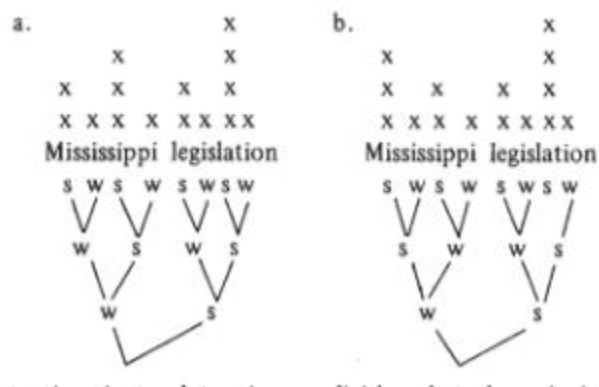 a.
x
x x
x x x x
x x x x x x x x
Mississippi legislation
s w s w s w s w
w s w s
w s
b.
x
x x
x x x x
x x x x x x x x
Mississippi legislation
s w s w s w s w
s w w s
w s